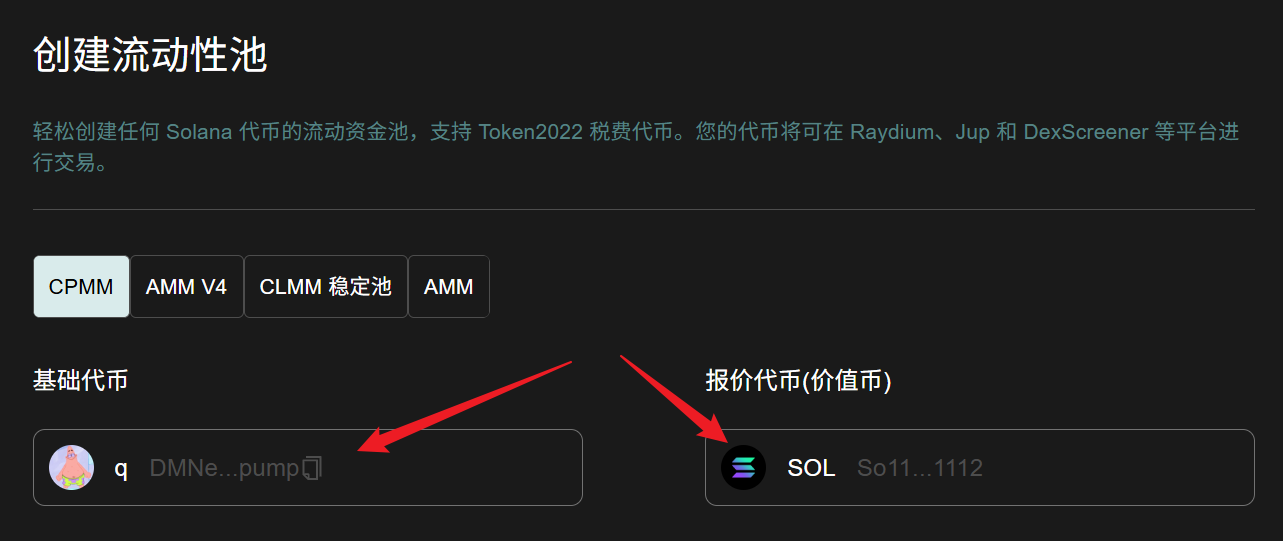 创建流动性池
轻松创建任何 Solana 代币的流动资金池，支持 Token2022 税费代币。您的代币将可在 Raydium、Jup 和 DexScreener 等平台进
行交易。
CPMM AMM V4 CLMM 稳定池 AMM
基础代币 报价代币(价值币)
q DMNe...pump SOL So11...1112